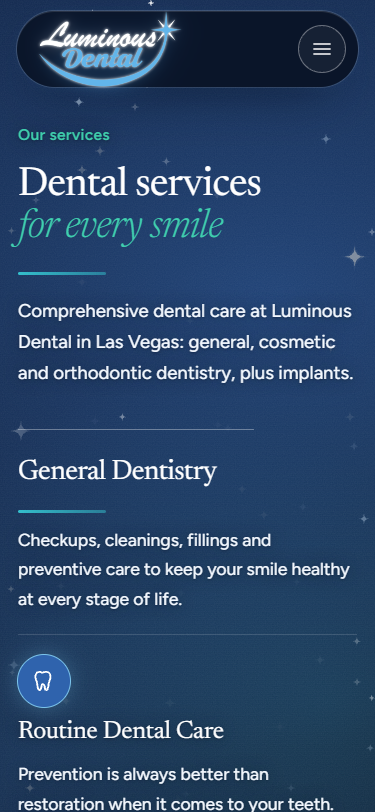 Luminous
Dental
Our services
Dental services
for every smile
Comprehensive dental care at Luminous
Dental in Las Vegas: general, cosmetic
and orthodontic dentistry, plus implants.
General Dentistry
Checkups, cleanings, fillings and
preventive care to keep your smile healthy
at every stage of life.
Routine Dental Care
Prevention is always better than
restoration when it comes to your teeth.